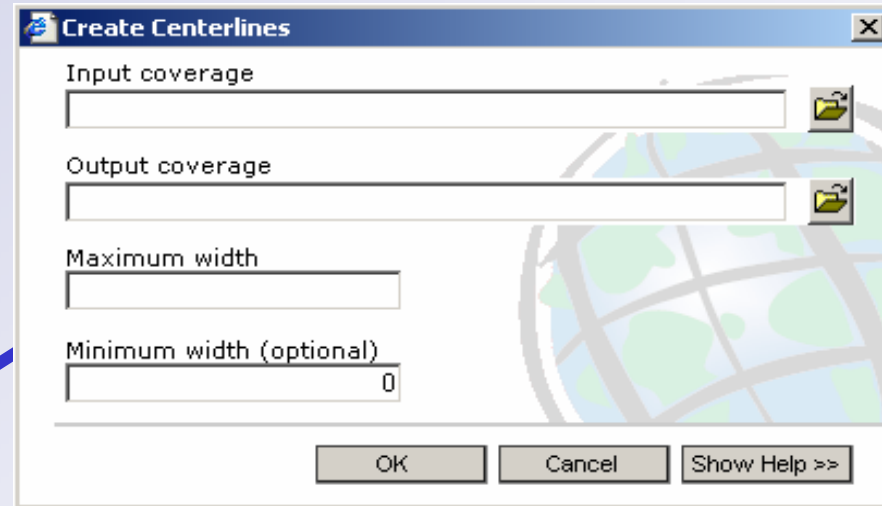 Create Centerlines
Input coverage
Output coverage
Maximum width
Minimum width (optional)
0
OK Cancel Show Help >>